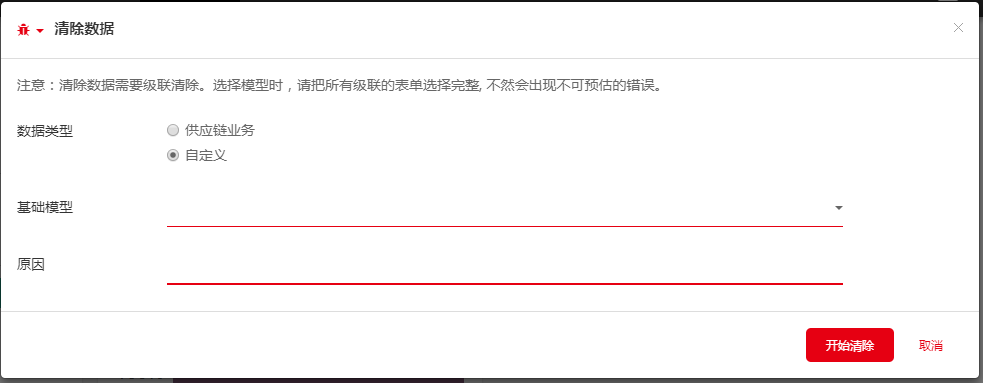 清除数据
注意：清除数据需要级联清除。选择模型时，请把所有级联的表单选择完整, 不然会出现不可预估的错误。
数据类型
供应链业务
自定义
基础模型
原因
开始清除 取消